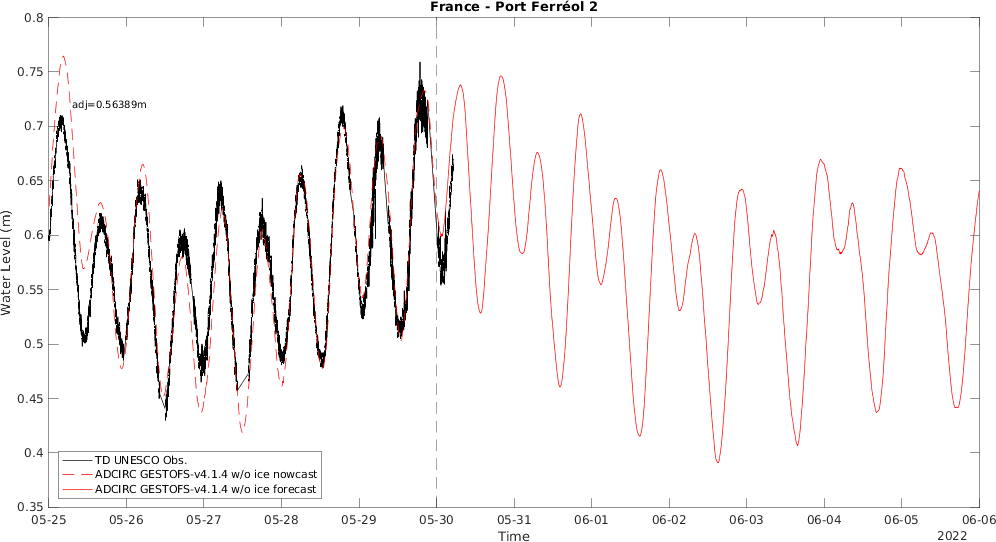 France - Port Ferréol 2
0.8
0.75
0.7
0.65
0.6
0.55
0.5
0.45
0.4
0.35
Water Level (m)
adj=0.56389m
TD UNESCO Obs.
ADCIRC GESTOFS-v4.1.4 w/o ice nowcast
ADCIRC GESTOFS-v4.1.4 w/o ice forecast
05-25 05-26 05-27 05-28 05-29 05-30 05-31 06-01 06-02 06-03 06-04 06-05 06-06
Time
2022